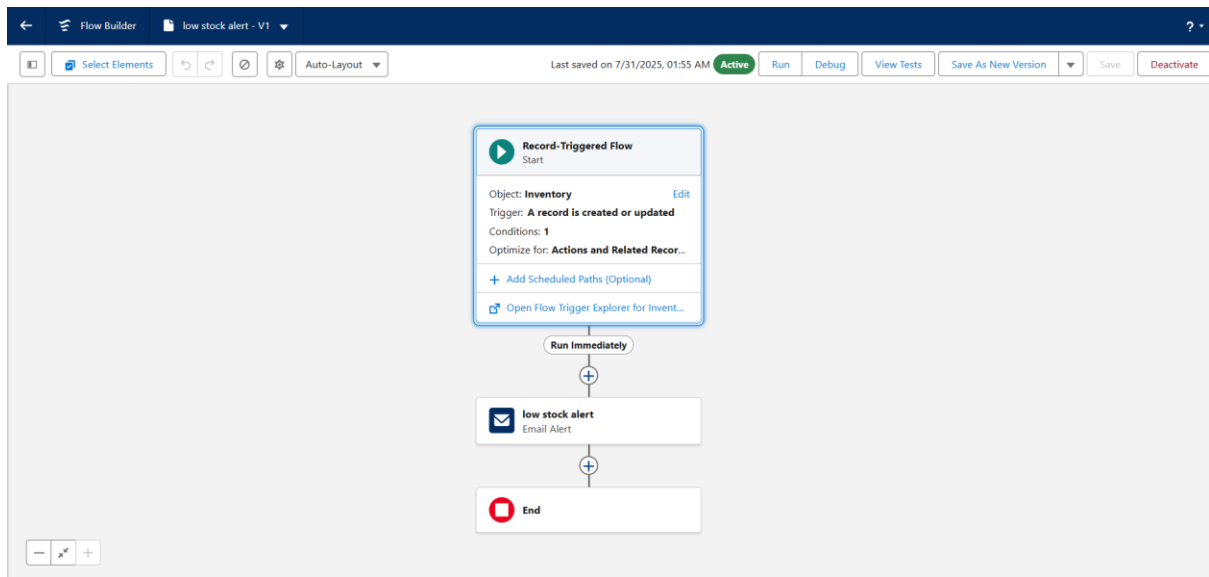 Flow Builder low stock alert - V1 ?
Select Elements Auto-Layout Last saved on 7/31/2025, 01:55 AM Active Run Debug View Tests Save As New Version Save Deactivate
Record-Triggered Flow
Start
Object: Inventory Edit
Trigger: A record is created or updated
Conditions: 1
Optimize for: Actions and Related Recor...
+ Add Scheduled Paths (Optional)
Open Flow Trigger Explorer for Invent...
Run Immediately
low stock alert
Email Alert
End